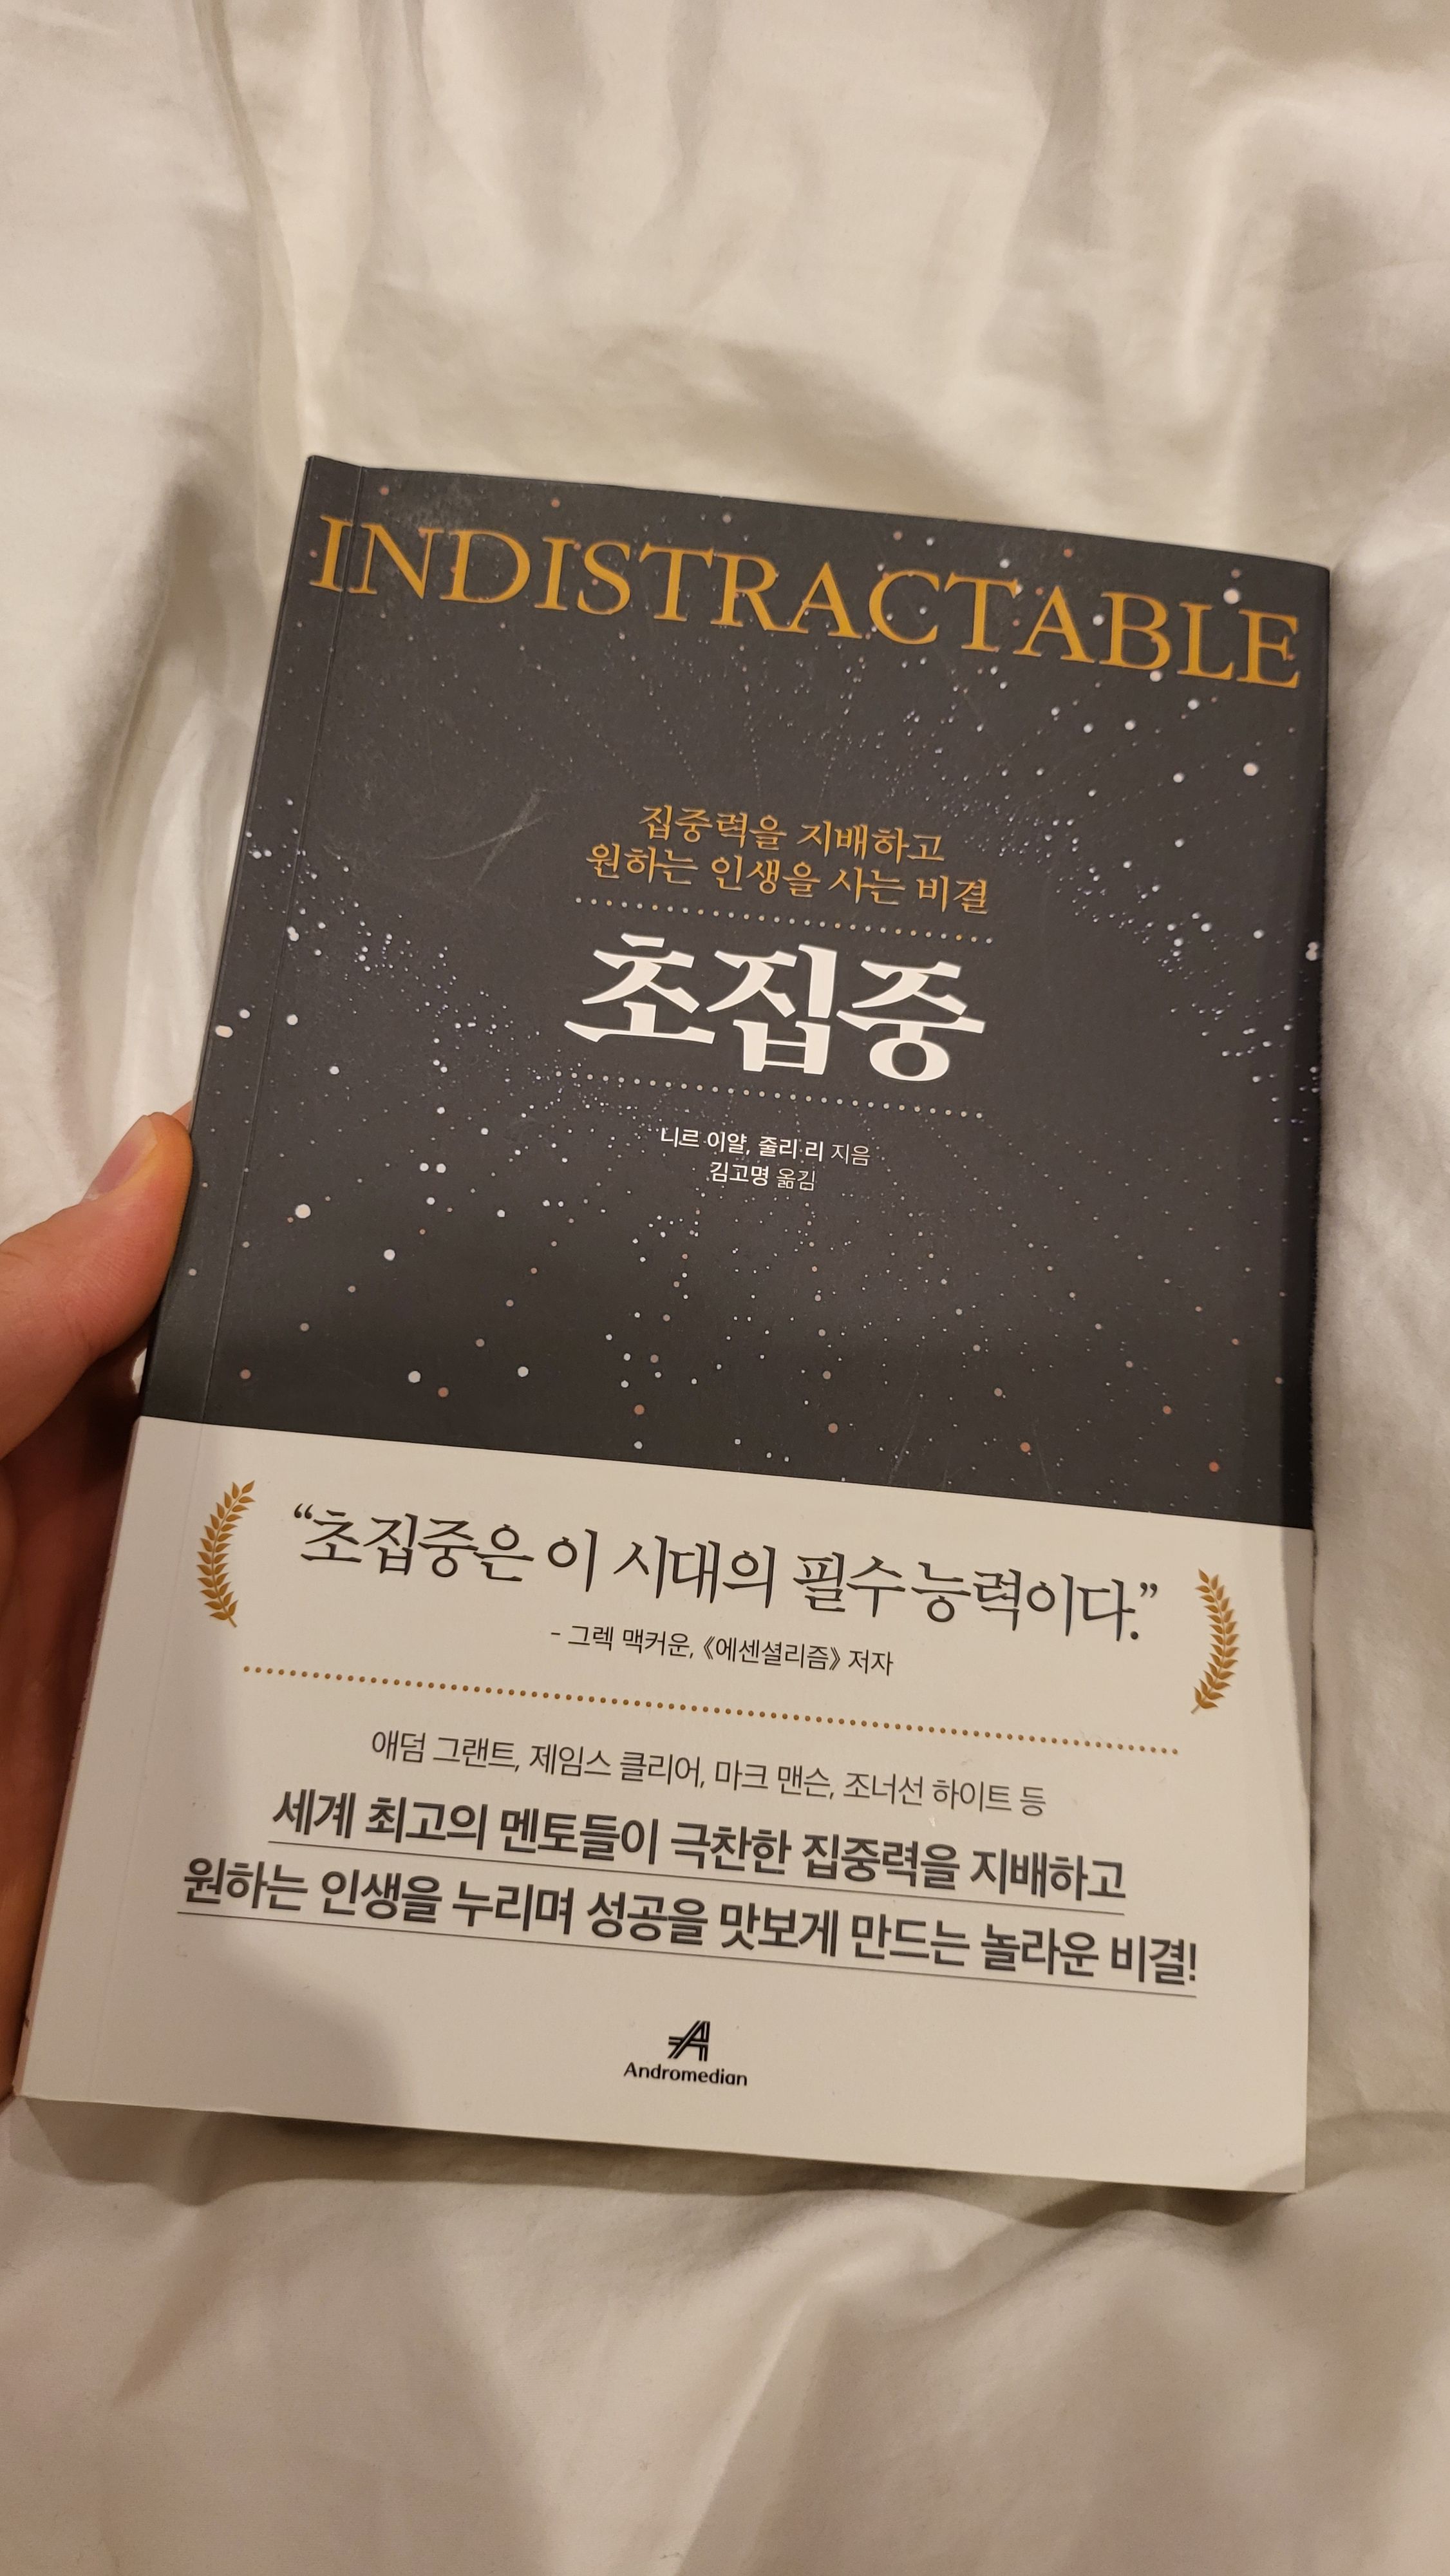 INDISTRACTABLE
집중력을 지배하고
원하는 인생을 사는 비결
초집중
니르 이얄, 줄리 리 지음
김고명 옮김
“초집중은 이 시대의 필수 능력이다.”
- 그렉 맥커운, 《에센셜리즘》 저자
애덤 그랜트, 제임스 클리어, 마크 맨슨, 조너선 하이트 등
세계 최고의 멘토들이 극찬한 집중력을 지배하고
원하는 인생을 누리며 성공을 맛보게 만드는 놀라운 비결!
Andromedian